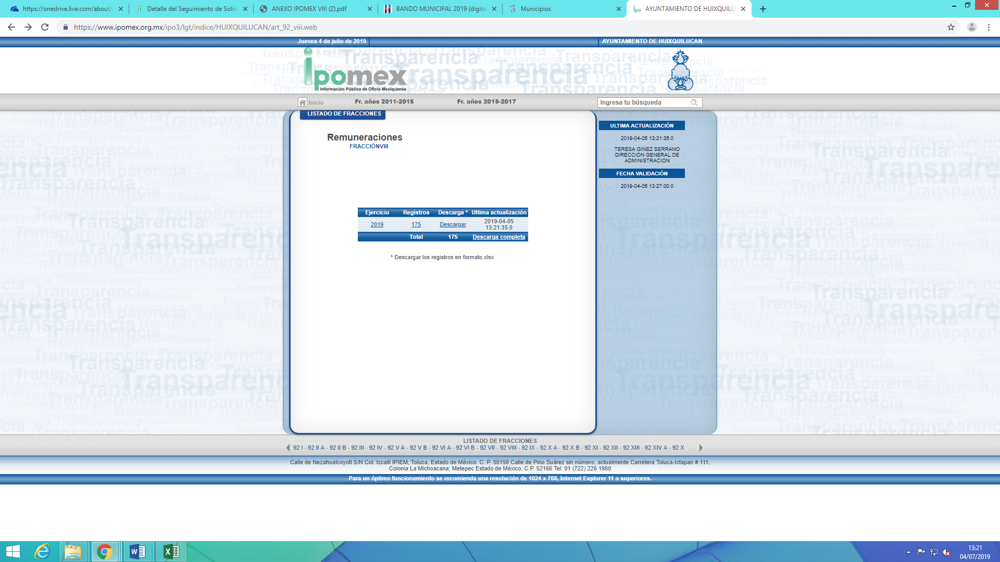 https://onedrive.live.com/about/
Detalle del Seguimiento de Solici
ANEXO IPOMEX VIII (2).pdf
BANDO MUNICIPAL 2019 (digita
Municipios
AYUNTAMIENTO DE HUIXQUILU
https://www.ipomex.org.mx/ipo3/lgt/indice/HUIXQUILUCAN/art_92_viii.web
Jueves 4 de julio de 2019
AYUNTAMIENTO DE HUIXQUILUCAN
Transparencia
ipomex
Información Pública de Oficio Mexiquense
Inicio
Fr. años 2011-2015
Fr. años 2015-2017
Ingresa tu búsqueda
LISTADO DE FRACCIONES
Remuneraciones
FRACCIÓNVIII
ULTIMA ACTUALIZACIÓN
2019-04-05 13:21:35.0
TERESA GINEZ SERRANO
DIRECCION GENERAL DE
ADMINISTRACION
FECHA VALIDACIÓN
2019-04-05 13:27:00.0
Ejercicio Registros Descarga * Ultima actualización
2019 175 Descargar 2019-04-05 13:21:35.0
Total 175 Descarga completa
* Descargar los registros en formato xlsx.
LISTADO DE FRACCIONES
92 I - 92 II A - 92 II B - 92 III - 92 IV - 92 V A - 92 V B - 92 VI A - 92 VI B - 92 VII - 92 VIII - 92 IX - 92 X A - 92 X B - 92 XI - 92 XII - 92 XIII - 92 XIV A - 92 X
Calle de Nezahualcoyotl S/N Col. Izcalli IPIEM, Toluca, Estado de México. C. P. 50150 Calle de Pino Suárez sin número, actualmente Carretera Toluca-Ixtapan # 111,
Colonia La Michoacana; Metepec Estado de México, C.P. 52166 Tel: 01 (722) 226 1980
Para un óptimo funcionamiento se recomienda una resolución de 1024 x 768, Internet Explorer 11 o superiores.
13:21
04/07/2019